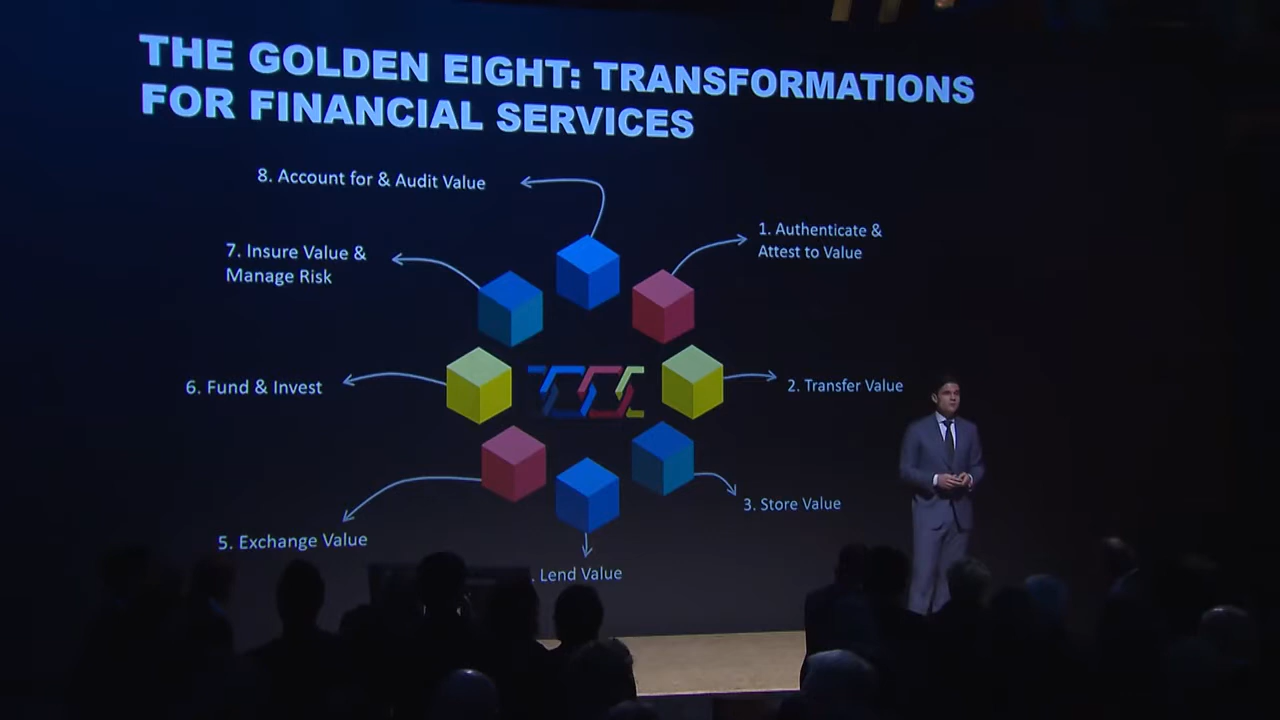 THE GOLDEN EIGHT: TRANSFORMATIONS
FOR FINANCIAL SERVICES
8. Account for & Audit Value
1. Authenticate &
Attest to Value
7. Insure Value &
Manage Risk
6. Fund & Invest
2. Transfer Value
3. Store Value
5. Exchange Value
. Lend Value